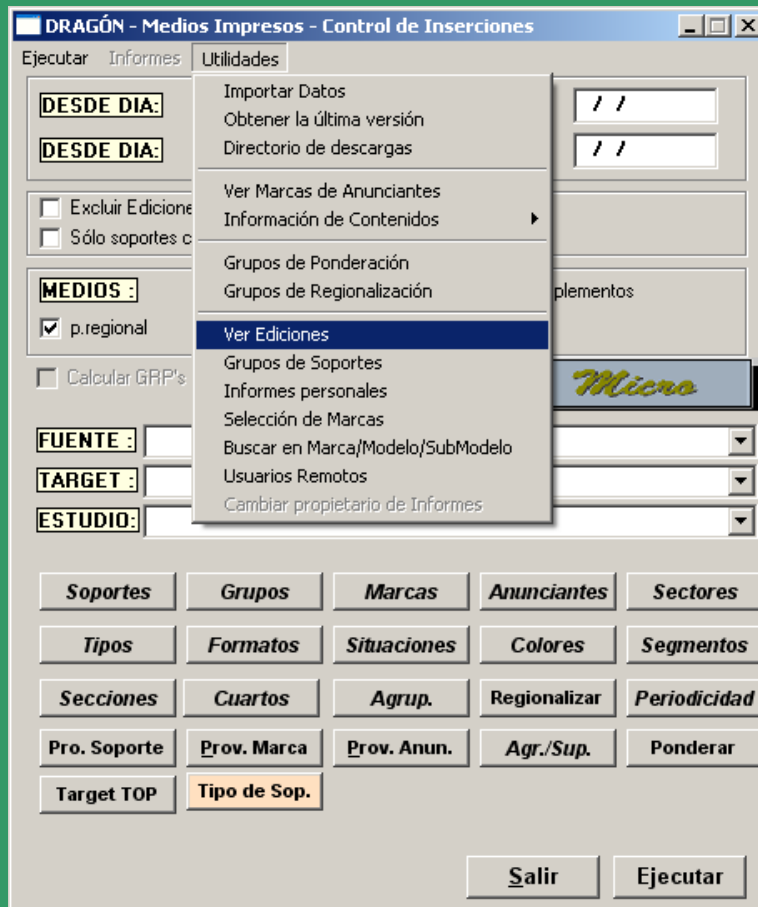 DRAGÓN - Medios Impresos - Control de Inserciones
Ejecutar Informes Utilidades
Importar Datos
Obtener la última versión
Directorio de descargas
Ver Marcas de Anunciantes
Información de Contenidos
Grupos de Ponderación
Grupos de Regionalización
Ver Ediciones
Grupos de Soportes
Informes personales
Selección de Marcas
Buscar en Marca/Modelo/SubModelo
Usuarios Remotos
Cambiar propietario de Informes
DESDE DIA: / /
DESDE DIA: / /
Excluir Edicione
Sólo soportes c
MEDIOS : plementos
p.regional
Calcular GRP's Micro
FUENTE :
TARGET :
ESTUDIO:
Soportes Grupos Marcas Anunciantes Sectores
Tipos Formatos Situaciones Colores Segmentos
Secciones Cuartos Agrup. Regionalizar Periodicidad
Pro. Soporte Prov. Marca Prov. Anun. Agr./Sup. Ponderar
Target TOP Tipo de Sop.
Salir Ejecutar